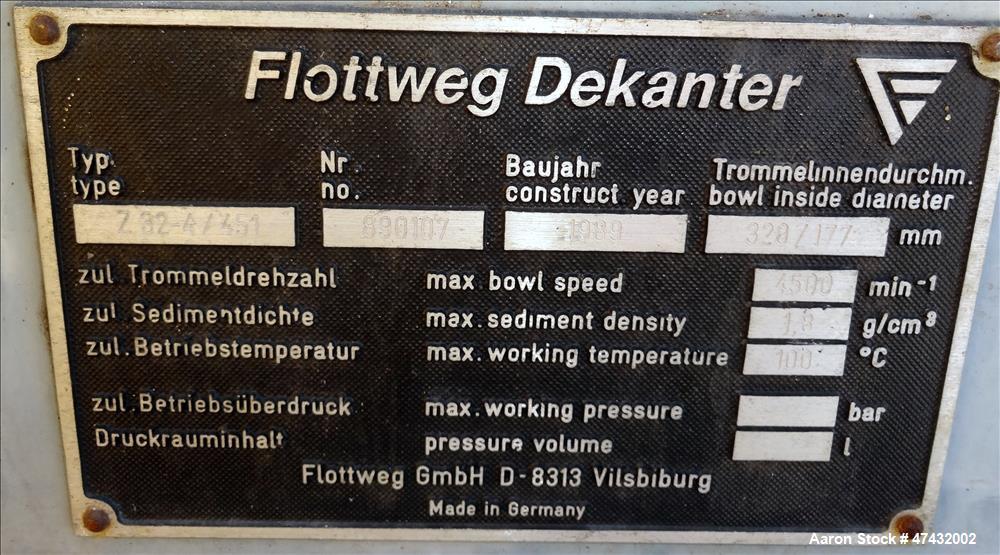 Flottweg Dekanter
Typ. Nr. Baujahr Trommelinnendurchm.
type no. construct year bowl inside diameter
Z 32-4/451 890107 1989 320/177 mm
zul Trommeldrehzahl max bowl speed 4500 min-1
zul Sedimentdichte max.sediment density 1,8 g/cm3
zul.Betriebstemperatur max.working temperature 100 °C
zul.Betriebsüberdruck max.working pressure bar
Druckrauminhalt pressure volume l
Flottweg GmbH D-8313 Vilsbiburg
Made in Germany
Aaron Stock # 47432002